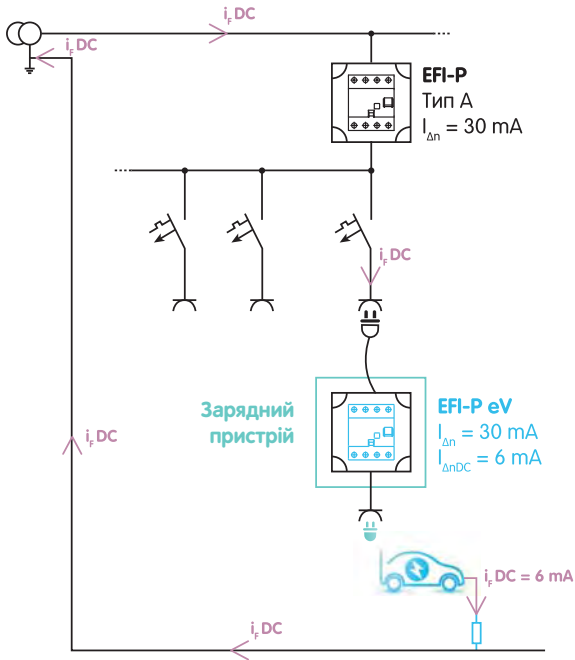 iF DC
iF DC
EFI-P
Тип А
IΔn = 30 mA
iF DC
Зарядний
пристрій
EFI-P eV
IΔn = 30 mA
IΔnDC = 6 mA
iF DC
iF DC = 6 mA
iF DC